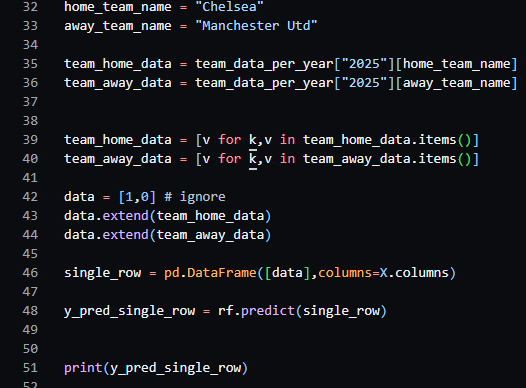 32 home_team_name = "Chelsea"
33 away_team_name = "Manchester Utd"
34
35 team_home_data = team_data_per_year["2025"][home_team_name]
36 team_away_data = team_data_per_year["2025"][away_team_name]
37
38
39 team_home_data = [v for k,v in team_home_data.items()]
40 team_away_data = [v for k,v in team_away_data.items()]
41
42 data = [1,0] # ignore
43 data.extend(team_home_data)
44 data.extend(team_away_data)
45
46 single_row = pd.DataFrame([data],columns=X.columns)
47
48 y_pred_single_row = rf.predict(single_row)
49
50
51 print(y_pred_single_row)
52